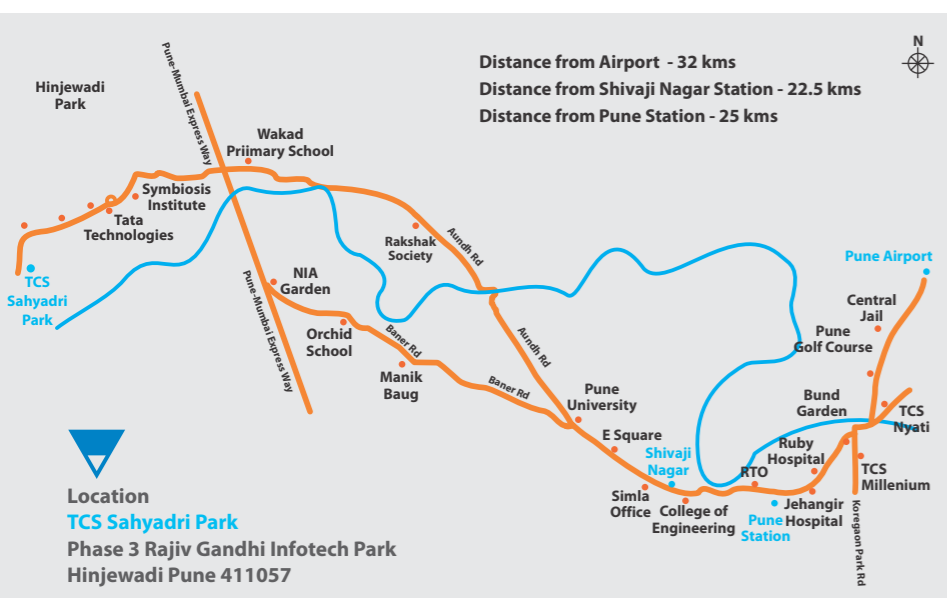 Distance from Airport - 32 kms
Distance from Shivaji Nagar Station - 22.5 kms
Distance from Pune Station - 25 kms
N
Hinjewadi
Park
Pune-Mumbai Express Way
Wakad
Priimary School
Symbiosis
Institute
Tata
Technologies
TCS
Sahyadri
Park
Rakshak
Society
Aundh Rd
Pune-Mumbai Express Way
NIA
Garden
Orchid
School
Baner Rd
Manik
Baug
Baner Rd
Aundh Rd
Pune Airport
Central
Jail
Pune
Golf Course
Pune
University
Bund
Garden
TCS
Nyati
E Square
Shivaji
Nagar
Ruby
Hospital
RTO
TCS
Millenium
Simla
Office
College of
Engineering
Pune
Station
Jehangir
Hospital
Koregaon Park Rd
Location
TCS Sahyadri Park
Phase 3 Rajiv Gandhi Infotech Park
Hinjewadi Pune 411057